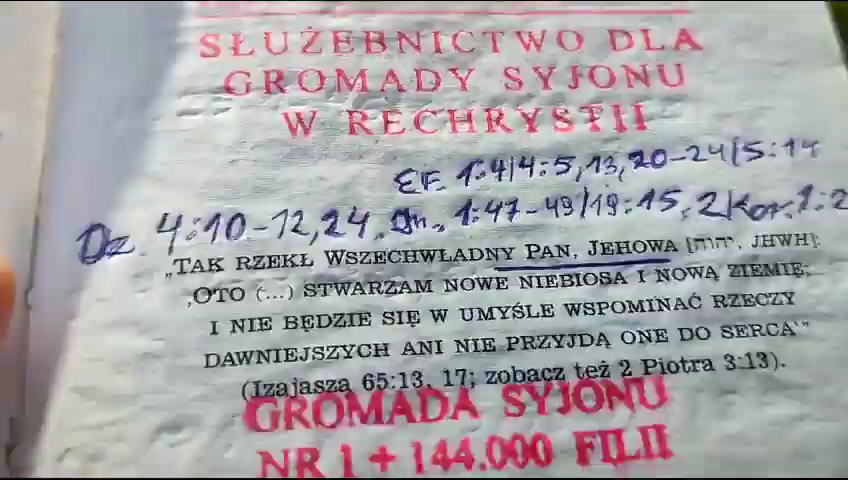 SŁUŻEBNICTWO DLA
GROMADY SYJONU
W RECHRYSTII
Ef. 1:4/4:5,13,20-24/5:14
Dz. 4:10-12,24. Jh. 1:47-49/19:15. 2Kor. 1:2
„TAK RZEKŁ WSZECHWŁADNY PAN, JEHOWA [יהוה, JHWH]:
‚OTO (...) STWARZAM NOWE NIEBIOSA I NOWĄ ZIEMIĘ;
I NIE BĘDZIE SIĘ W UMYŚLE WSPOMINAĆ RZECZY
DAWNIEJSZYCH ANI NIE PRZYJDĄ ONE DO SERCA’”
(Izajasza 65:13, 17; zobacz też 2 Piotra 3:13).
GROMADA SYJONU
NR 1 + 144.000 FILII